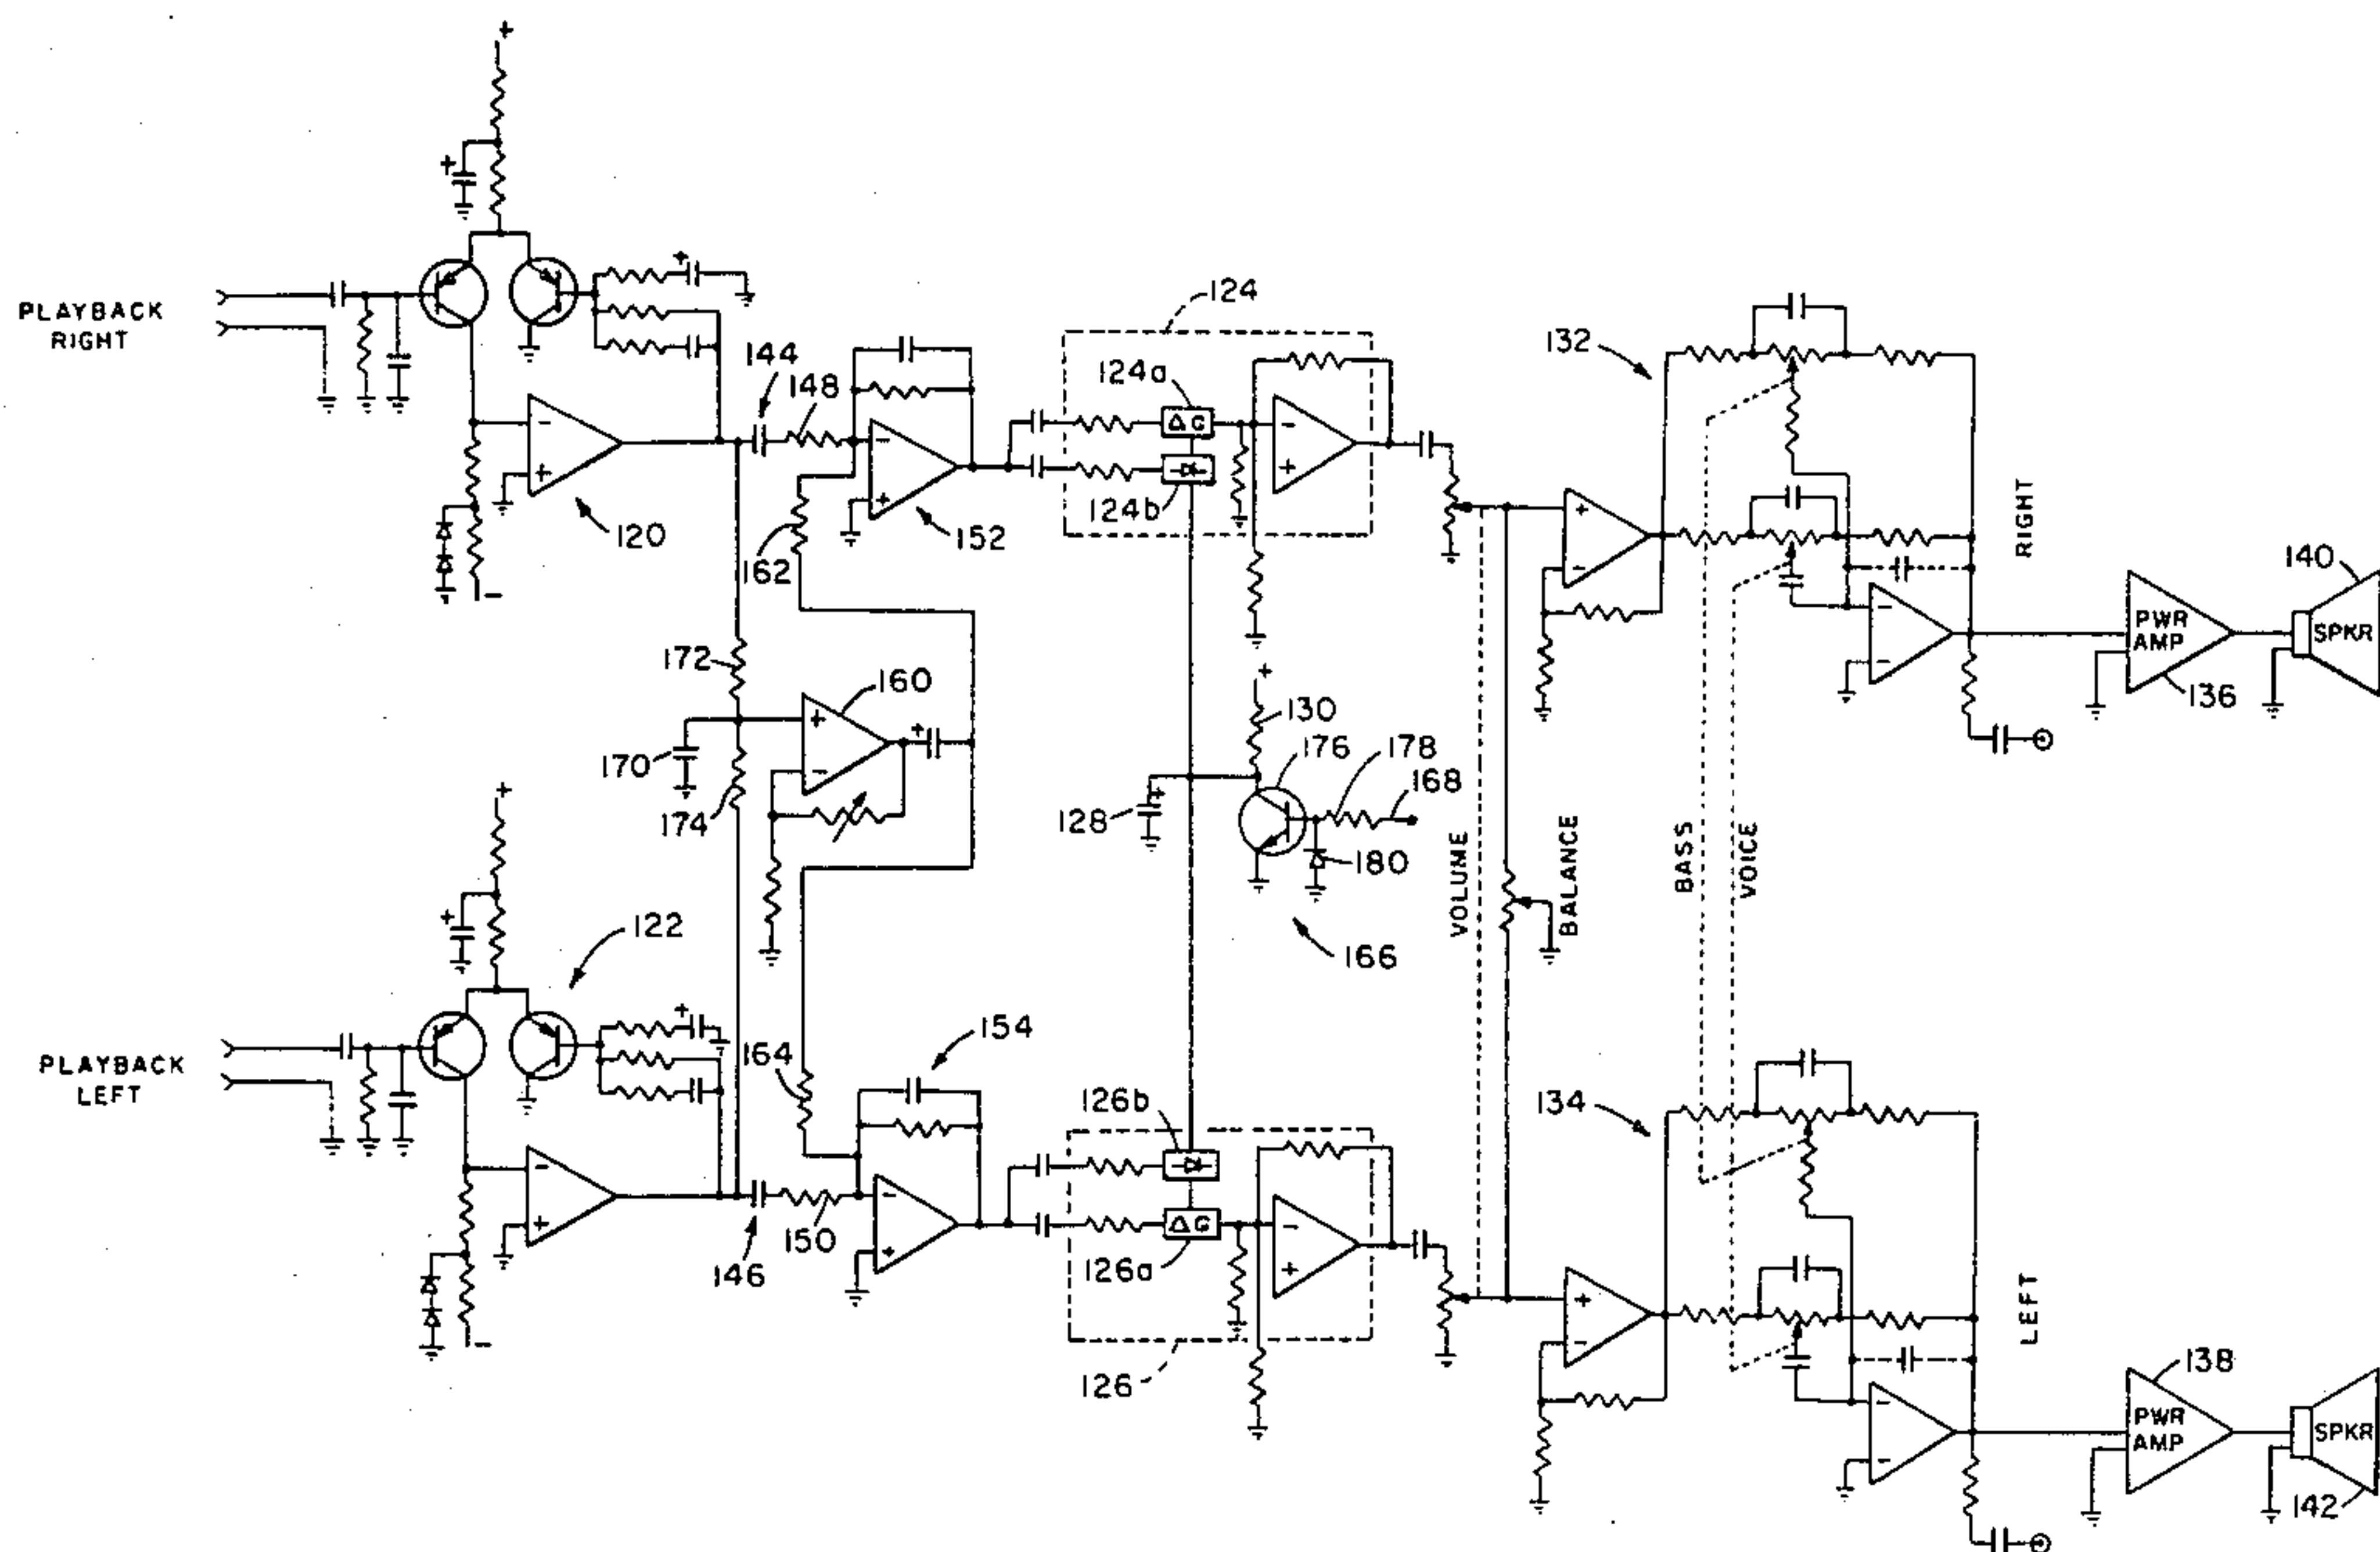 +
+
+
124
144
132
124a
PLAYBACK
RIGHT
148
ΔG
-
-
-
+
+
+
+
-
RIGHT
124b
120
162
152
140
-
-
-
PWR
AMP
SPKR
172
160
+
130
136
+
+
176
178
170
-
168
+
174
128
VOLUME
BALANCE
BASS
VOICE
180
122
166
+
+
+
154
164
PLAYBACK
LEFT
126b
134
-
-
ΔG
-
+
150
+
126a
+
+
LEFT
146
-
-
126
138
-
-
PWR
AMP
SPKR
142